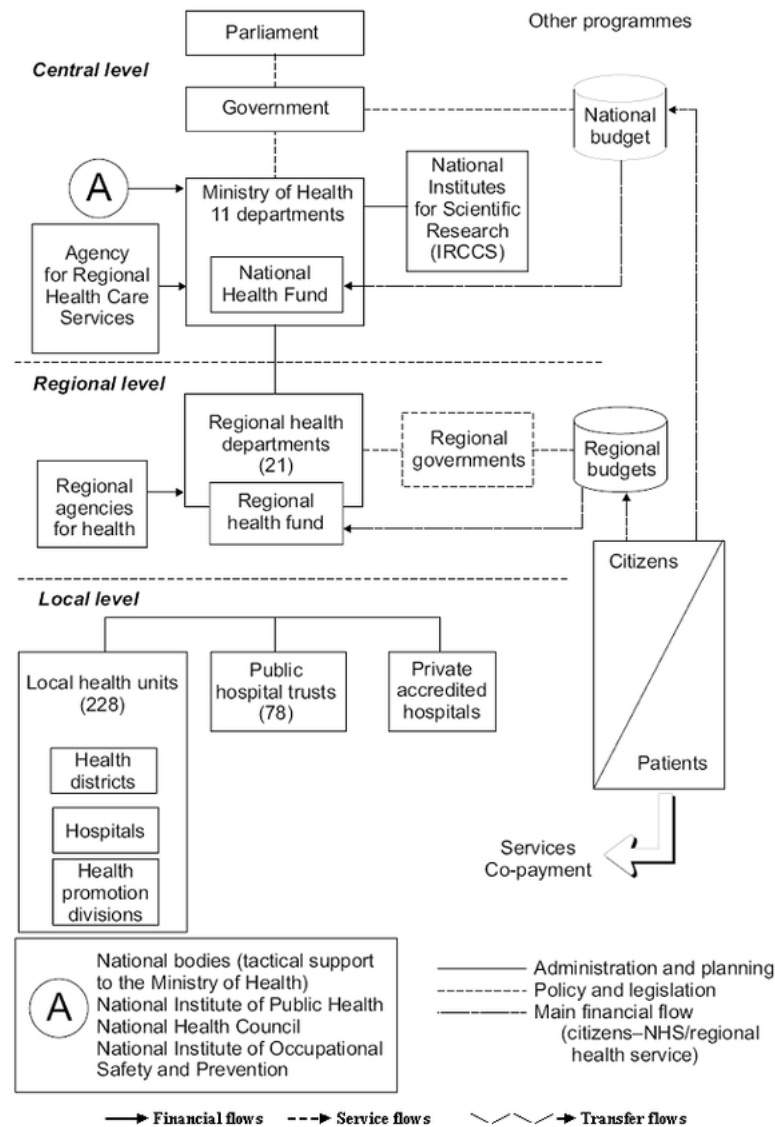 Parliament
Other programmes
Central level
Government
National
budget
A
Ministry of Health
11 departments
National
Institutes
for Scientific
Research
(IRCCS)
Agency
for Regional
Health Care
Services
National
Health Fund
Regional level
Regional health
departments
(21)
Regional
governments
Regional
budgets
Regional
agencies
for health
Regional
health fund
Citizens
Patients
Local level
Local health units
(228)
Public
hospital trusts
(78)
Private
accredited
hospitals
Health
districts
Hospitals
Health
promotion
divisions
Services
Co-payment
A
National bodies (tactical support
to the Ministry of Health)
National Institute of Public Health
National Health Council
National Institute of Occupational
Safety and Prevention
Administration and planning
Policy and legislation
Main financial flow
(citizens–NHS/regional
health service)
Financial flows
Service flows
Transfer flows